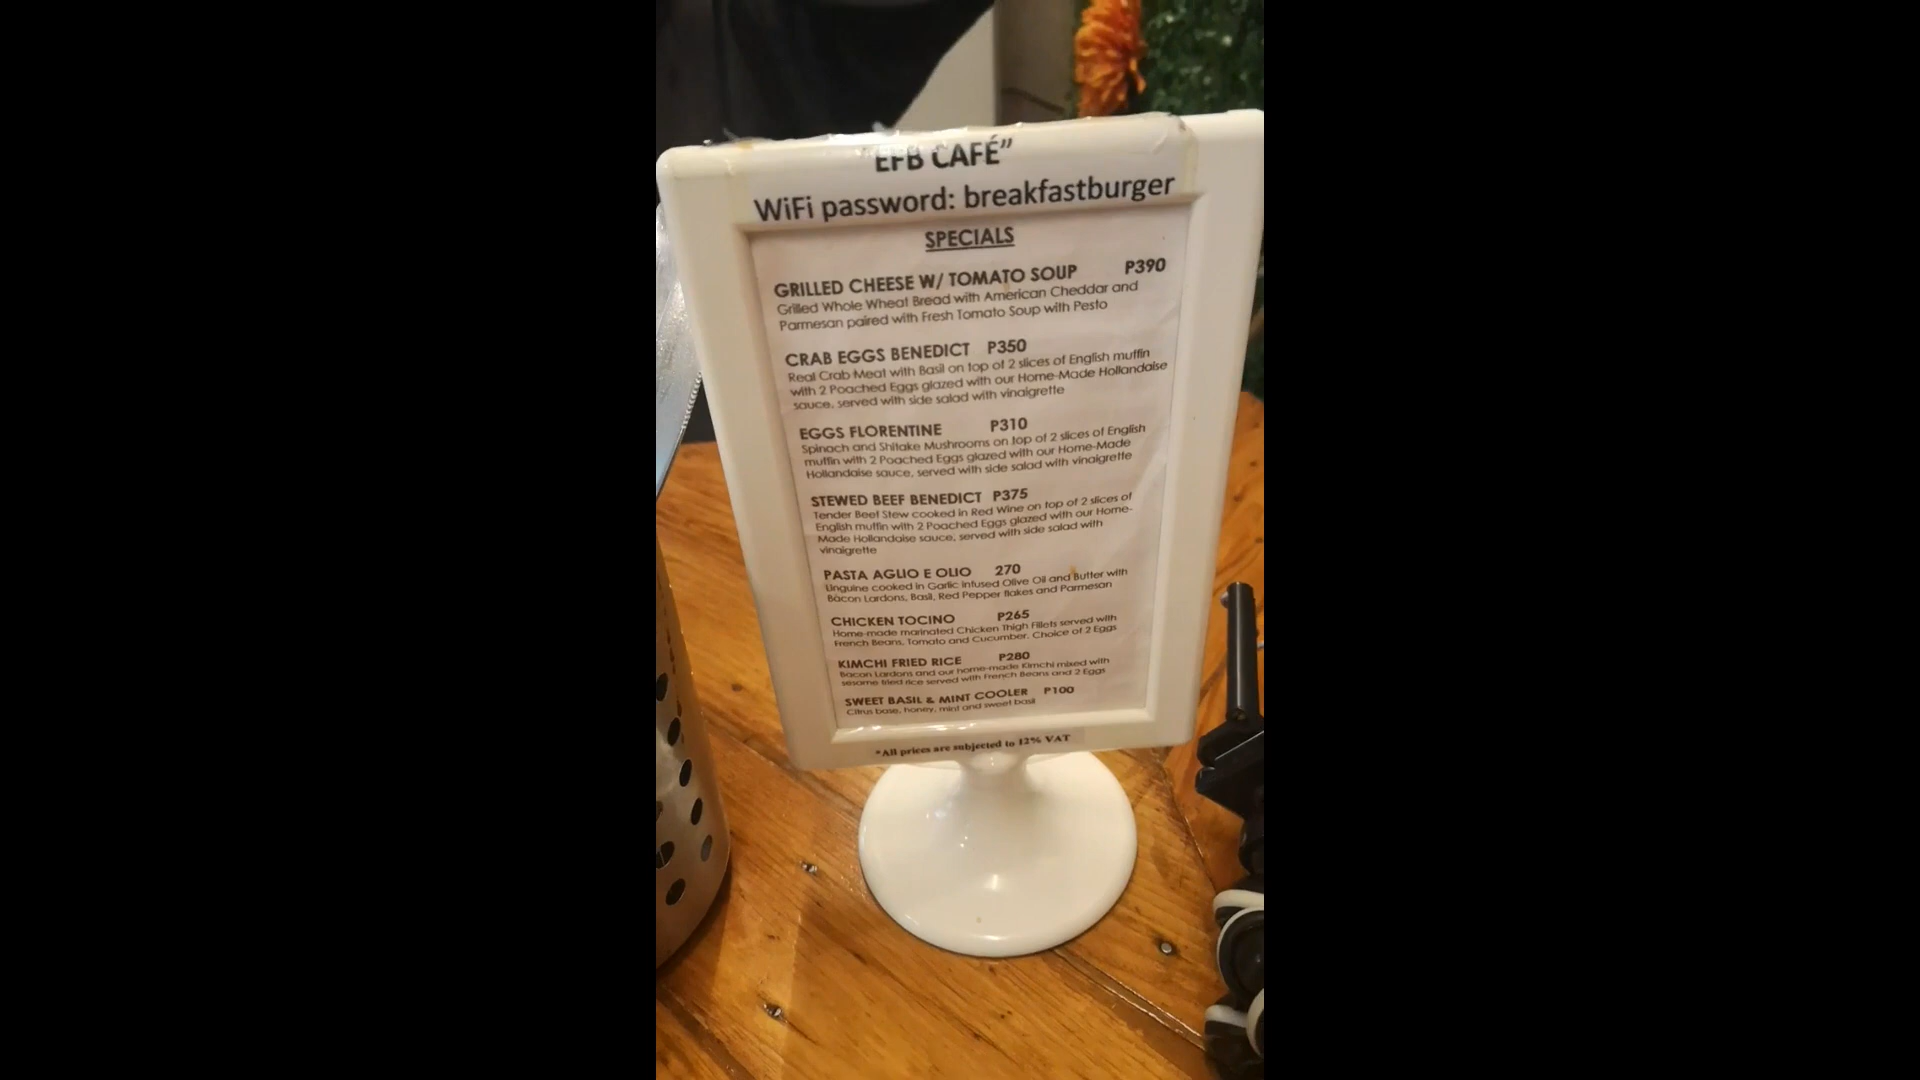 "EFB CAFÉ"
WiFi password: breakfastburger
SPECIALS
GRILLED CHEESE W/ TOMATO SOUP P390
Grilled Whole Wheat Bread with American Cheddar and
Parmesan paired with Fresh Tomato Soup with Pesto
CRAB EGGS BENEDICT P350
Real Crab Meat with Basil on top of 2 slices of English muffin
with 2 Poached Eggs glazed with our Home-Made Hollandaise
sauce, served with side salad with vinaigrette
EGGS FLORENTINE P310
Spinach and Shitake Mushrooms on top of 2 slices of English
muffin with 2 Poached Eggs glazed with our Home-Made
Hollandaise sauce, served with side salad with vinaigrette
STEWED BEEF BENEDICT P375
Tender Beef Stew cooked in Red Wine on top of 2 slices of
English muffin with 2 Poached Eggs glazed with our Home-
Made Hollandaise sauce, served with side salad with
vinaigrette
PASTA AGLIO E OLIO 270
Linguine cooked in Garlic infused Olive Oil and Butter with
Bacon Lardons, Basil, Red Pepper flakes and Parmesan
CHICKEN TOCINO P265
Home-made marinated Chicken Thigh Fillets served with
French Beans, Tomato and Cucumber. Choice of 2 Eggs
KIMCHI FRIED RICE P280
Bacon Lardons and our home-made Kimchi mixed with
sesame fried rice served with French Beans and 2 Eggs
SWEET BASIL & MINT COOLER P100
Citrus base, honey, mint and sweet basil
*All prices are subjected to 12% VAT